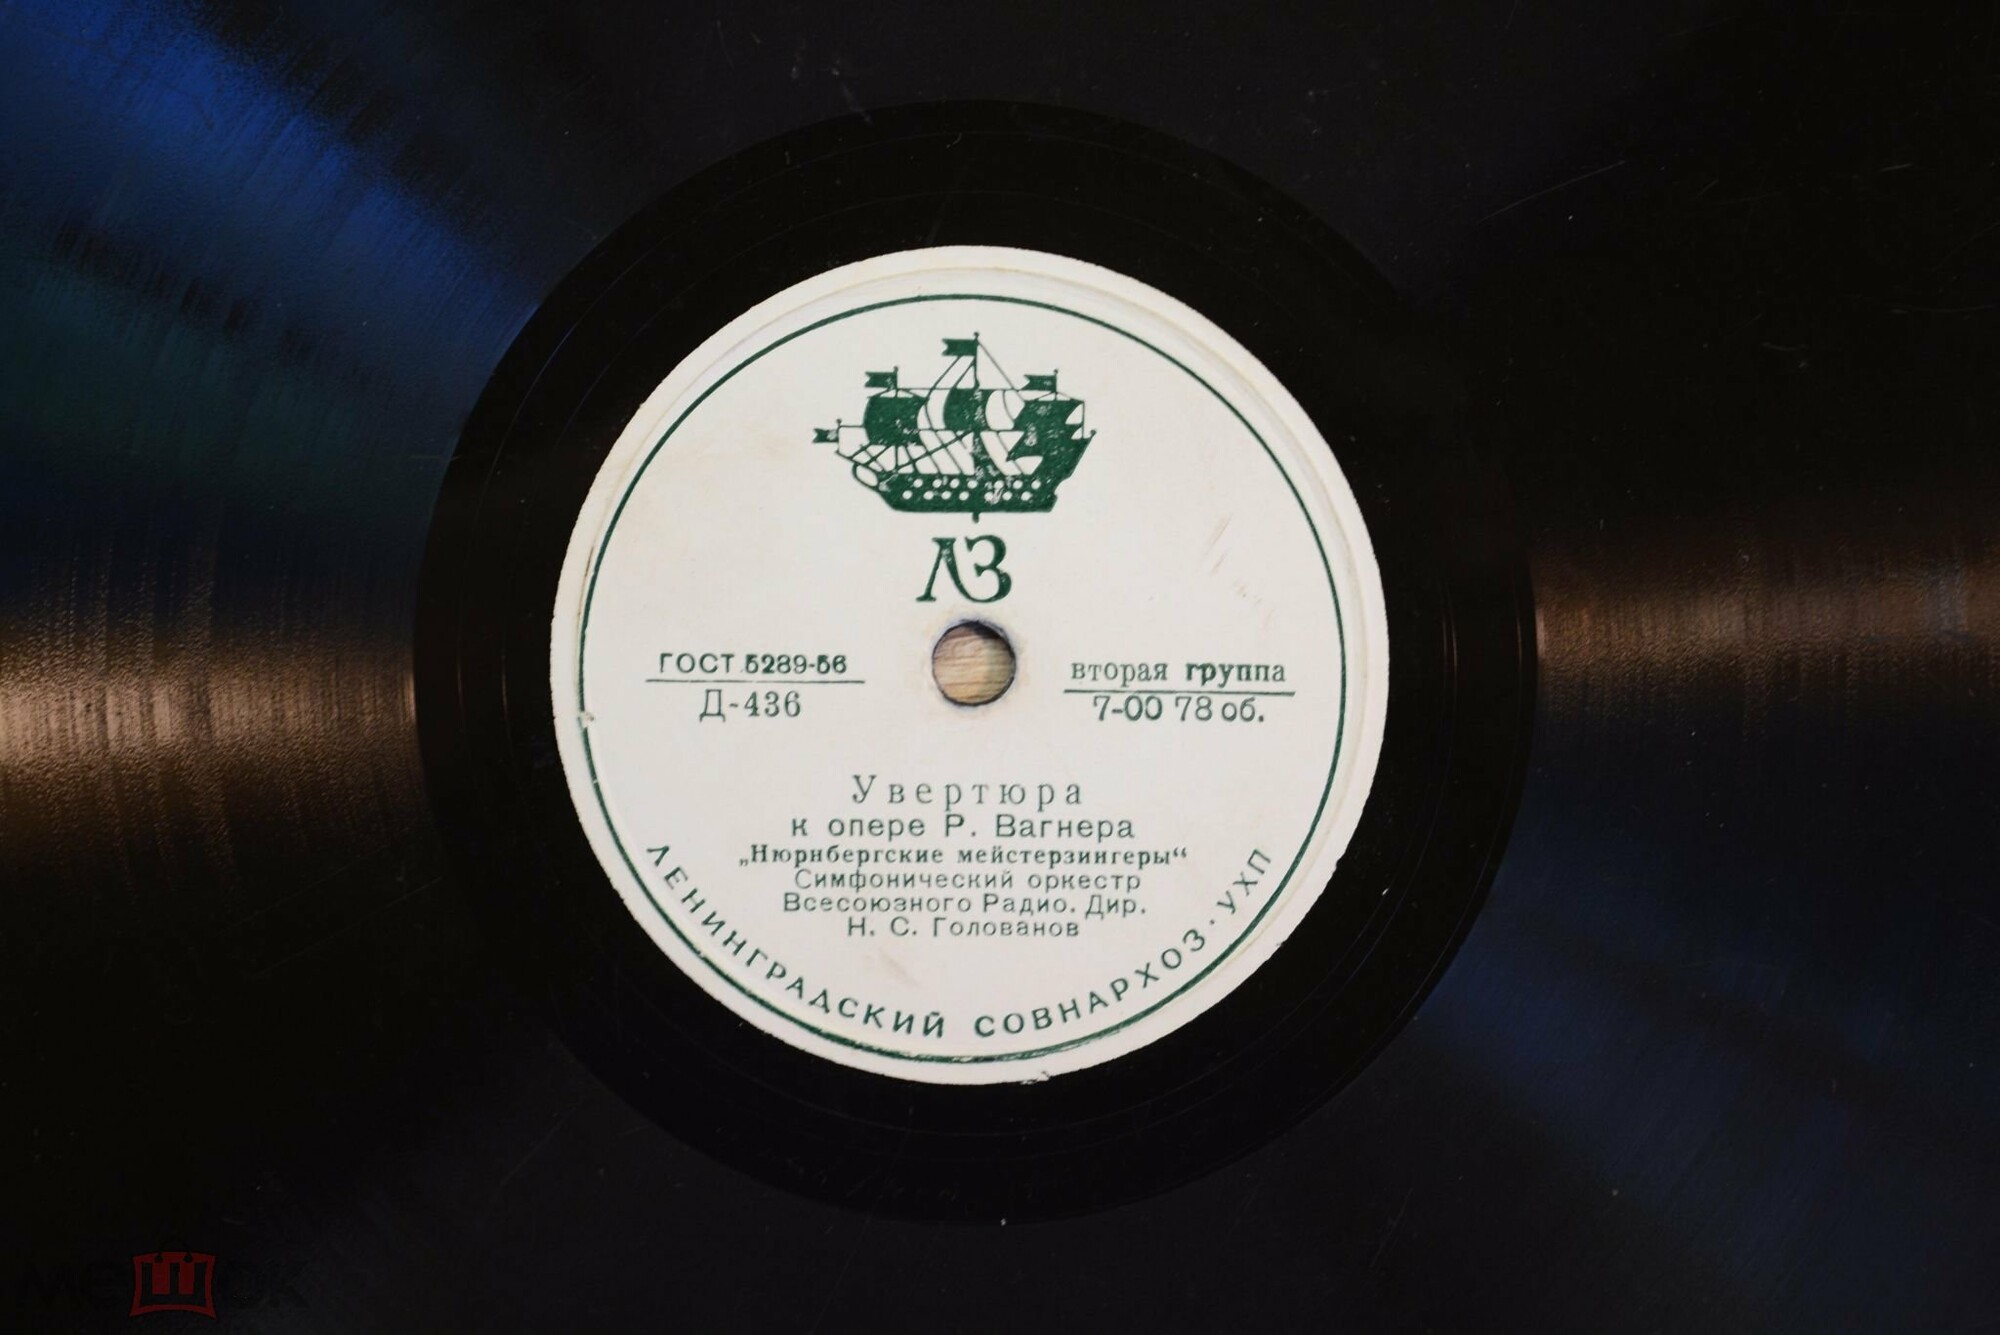 ЛЗ
ГОСТ 5289-56
Д-436
вторая группа
7-00 78 об.
Увертюра
к опере Р. Вагнера
„Нюрнбергские мейстерзингеры“
Симфонический оркестр
Всесоюзного Радио. Дир.
Н. С. Голованов
ЛЕНИНГРАДСКИЙ СОВНАРХОЗ · УХП
мешок